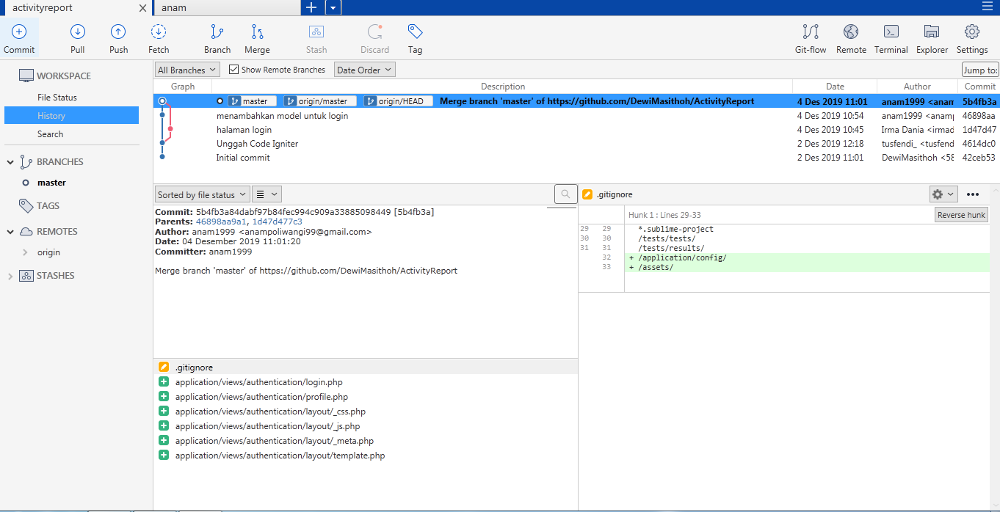 activityreport anam
Commit Pull Push Fetch Branch Merge Stash Discard Tag Git-flow Remote Terminal Explorer Settings
WORKSPACE
File Status
History
Search
BRANCHES
master
TAGS
REMOTES
origin
STASHES
All Branches Show Remote Branches Date Order Jump to:
Graph Description Date Author Commit
master origin/master origin/HEAD Merge branch 'master' of https://github.com/DewiMasithoh/ActivityReport 4 Des 2019 11:01 anam1999 <anam 5b4fb3a
menambahkan model untuk login 4 Des 2019 10:54 anam1999 <anamp 46898aa
halaman login 4 Des 2019 10:45 Irma Dania <irmad 1d47d47
Unggah Code Igniter 2 Des 2019 12:18 tusfendi_ <tusfend 4614dc0
Initial commit 2 Des 2019 11:01 DewiMasithoh <58 42ceb53
Sorted by file status
Commit: 5b4fb3a84dabf97b84fec994c909a33885098449 [5b4fb3a]
Parents: 46898aa9a1, 1d47d477c3
Author: anam1999 <anampoliwangi99@gmail.com>
Date: 04 Desember 2019 11:01:20
Committer: anam1999
Merge branch 'master' of https://github.com/DewiMasithoh/ActivityReport
.gitignore
application/views/authentication/login.php
application/views/authentication/profile.php
application/views/authentication/layout/_css.php
application/views/authentication/layout/_js.php
application/views/authentication/layout/_meta.php
application/views/authentication/layout/template.php
.gitignore
Hunk 1 : Lines 29-33 Reverse hunk
29 29 *.sublime-project
30 30 /tests/tests/
31 31 /tests/results/
32 + /application/config/
33 + /assets/